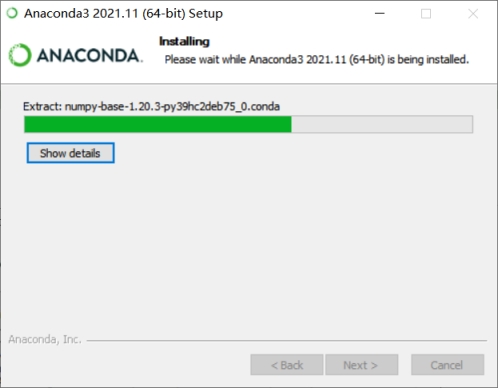 Anaconda3 2021.11 (64-bit) Setup
ANACONDA.
Installing
Please wait while Anaconda3 2021.11 (64-bit) is being installed.
Extract: numpy-base-1.20.3-py39hc2deb75_0.conda
Show details
Anaconda, Inc.
< Back
Next >
Cancel